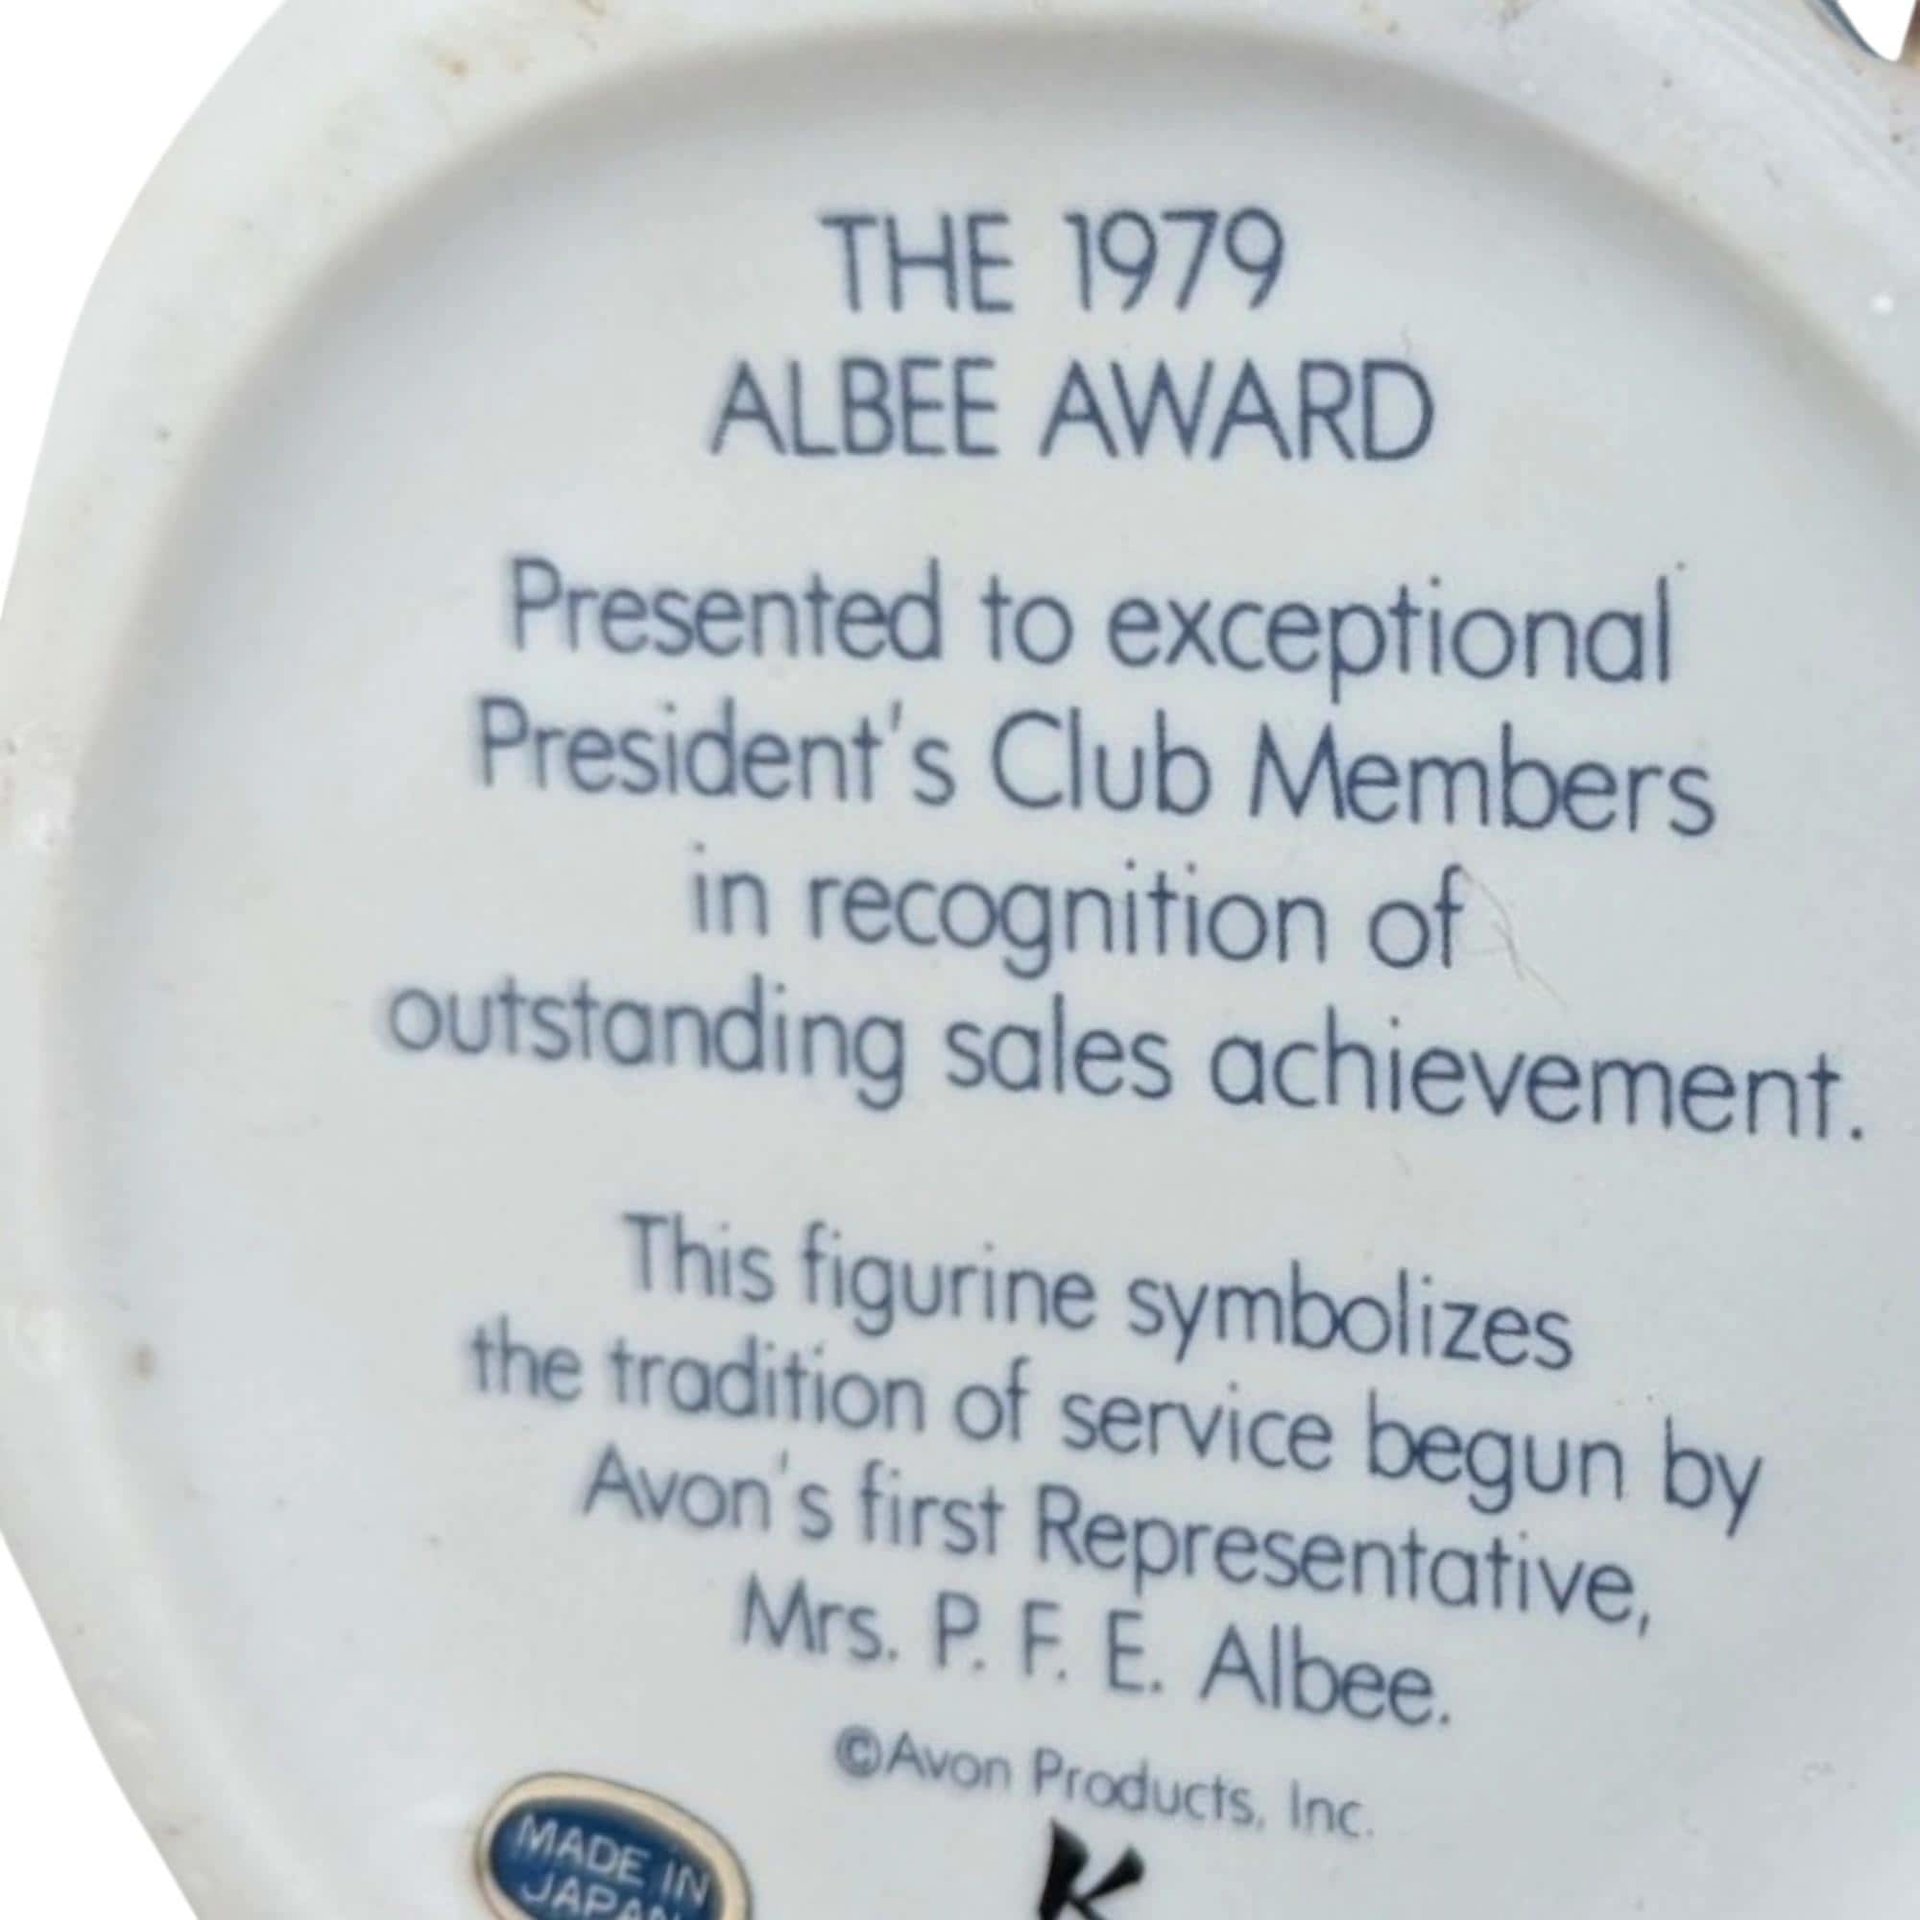 THE 1979
ALBEE AWARD
Presented to exceptional
President's Club Members
in recognition of
outstanding sales achievement.
This figurine symbolizes
the tradition of service begun by
Avon's first Representative,
Mrs. P. F. E. Albee.
©Avon Products, Inc.
MADE IN
JAPAN
K